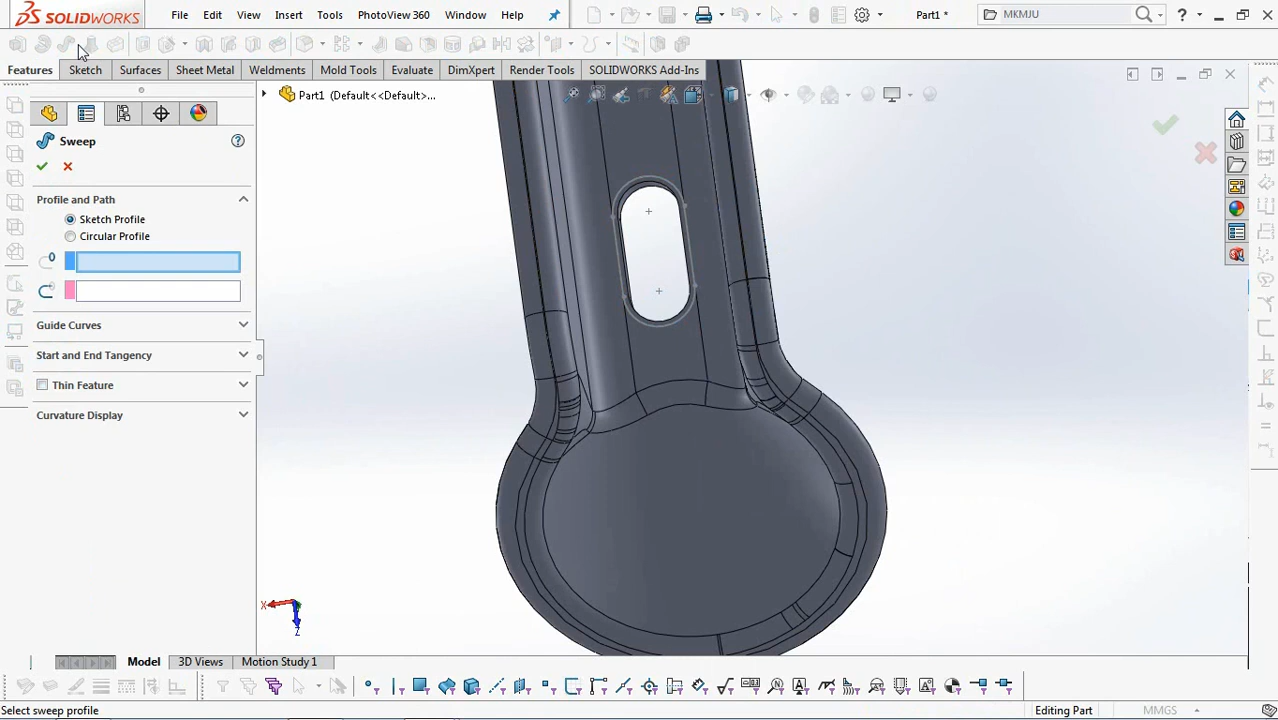 SOLIDWORKS File Edit View Insert Tools PhotoView 360 Window Help Part1 * MKMJU ?
Features Sketch Surfaces Sheet Metal Weldments Mold Tools Evaluate DimXpert Render Tools SOLIDWORKS Add-Ins
Part1 (Default<<Default>...
Sweep
Profile and Path
Sketch Profile
Circular Profile
Guide Curves
Start and End Tangency
Thin Feature
Curvature Display
X
Z
Model 3D Views Motion Study 1
Select sweep profile Editing Part MMGS